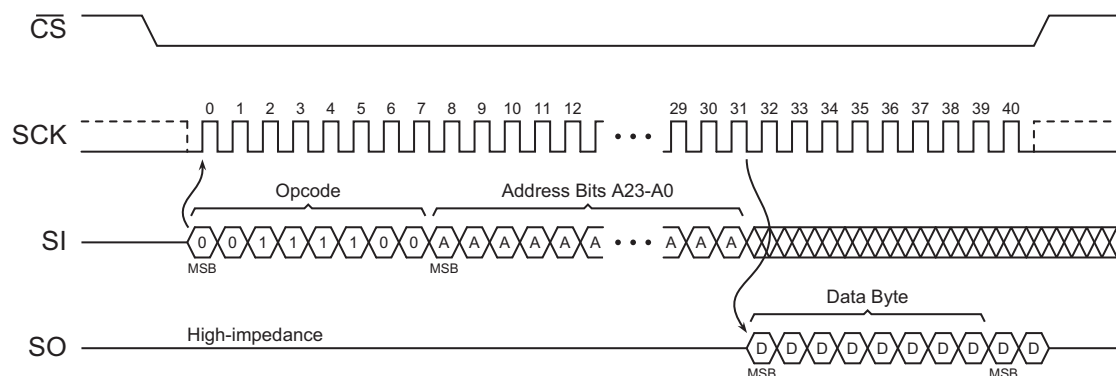 CS
0 1 2 3 4 5 6 7 8 9 10 11 12 29 30 31 32 33 34 35 36 37 38 39 40
SCK
Opcode Address Bits A23-A0
SI 0 0 1 1 1 1 0 0 A A A A A A A A A
MSB MSB
Data Byte
High-impedance
SO D D D D D D D D D D
MSB MSB